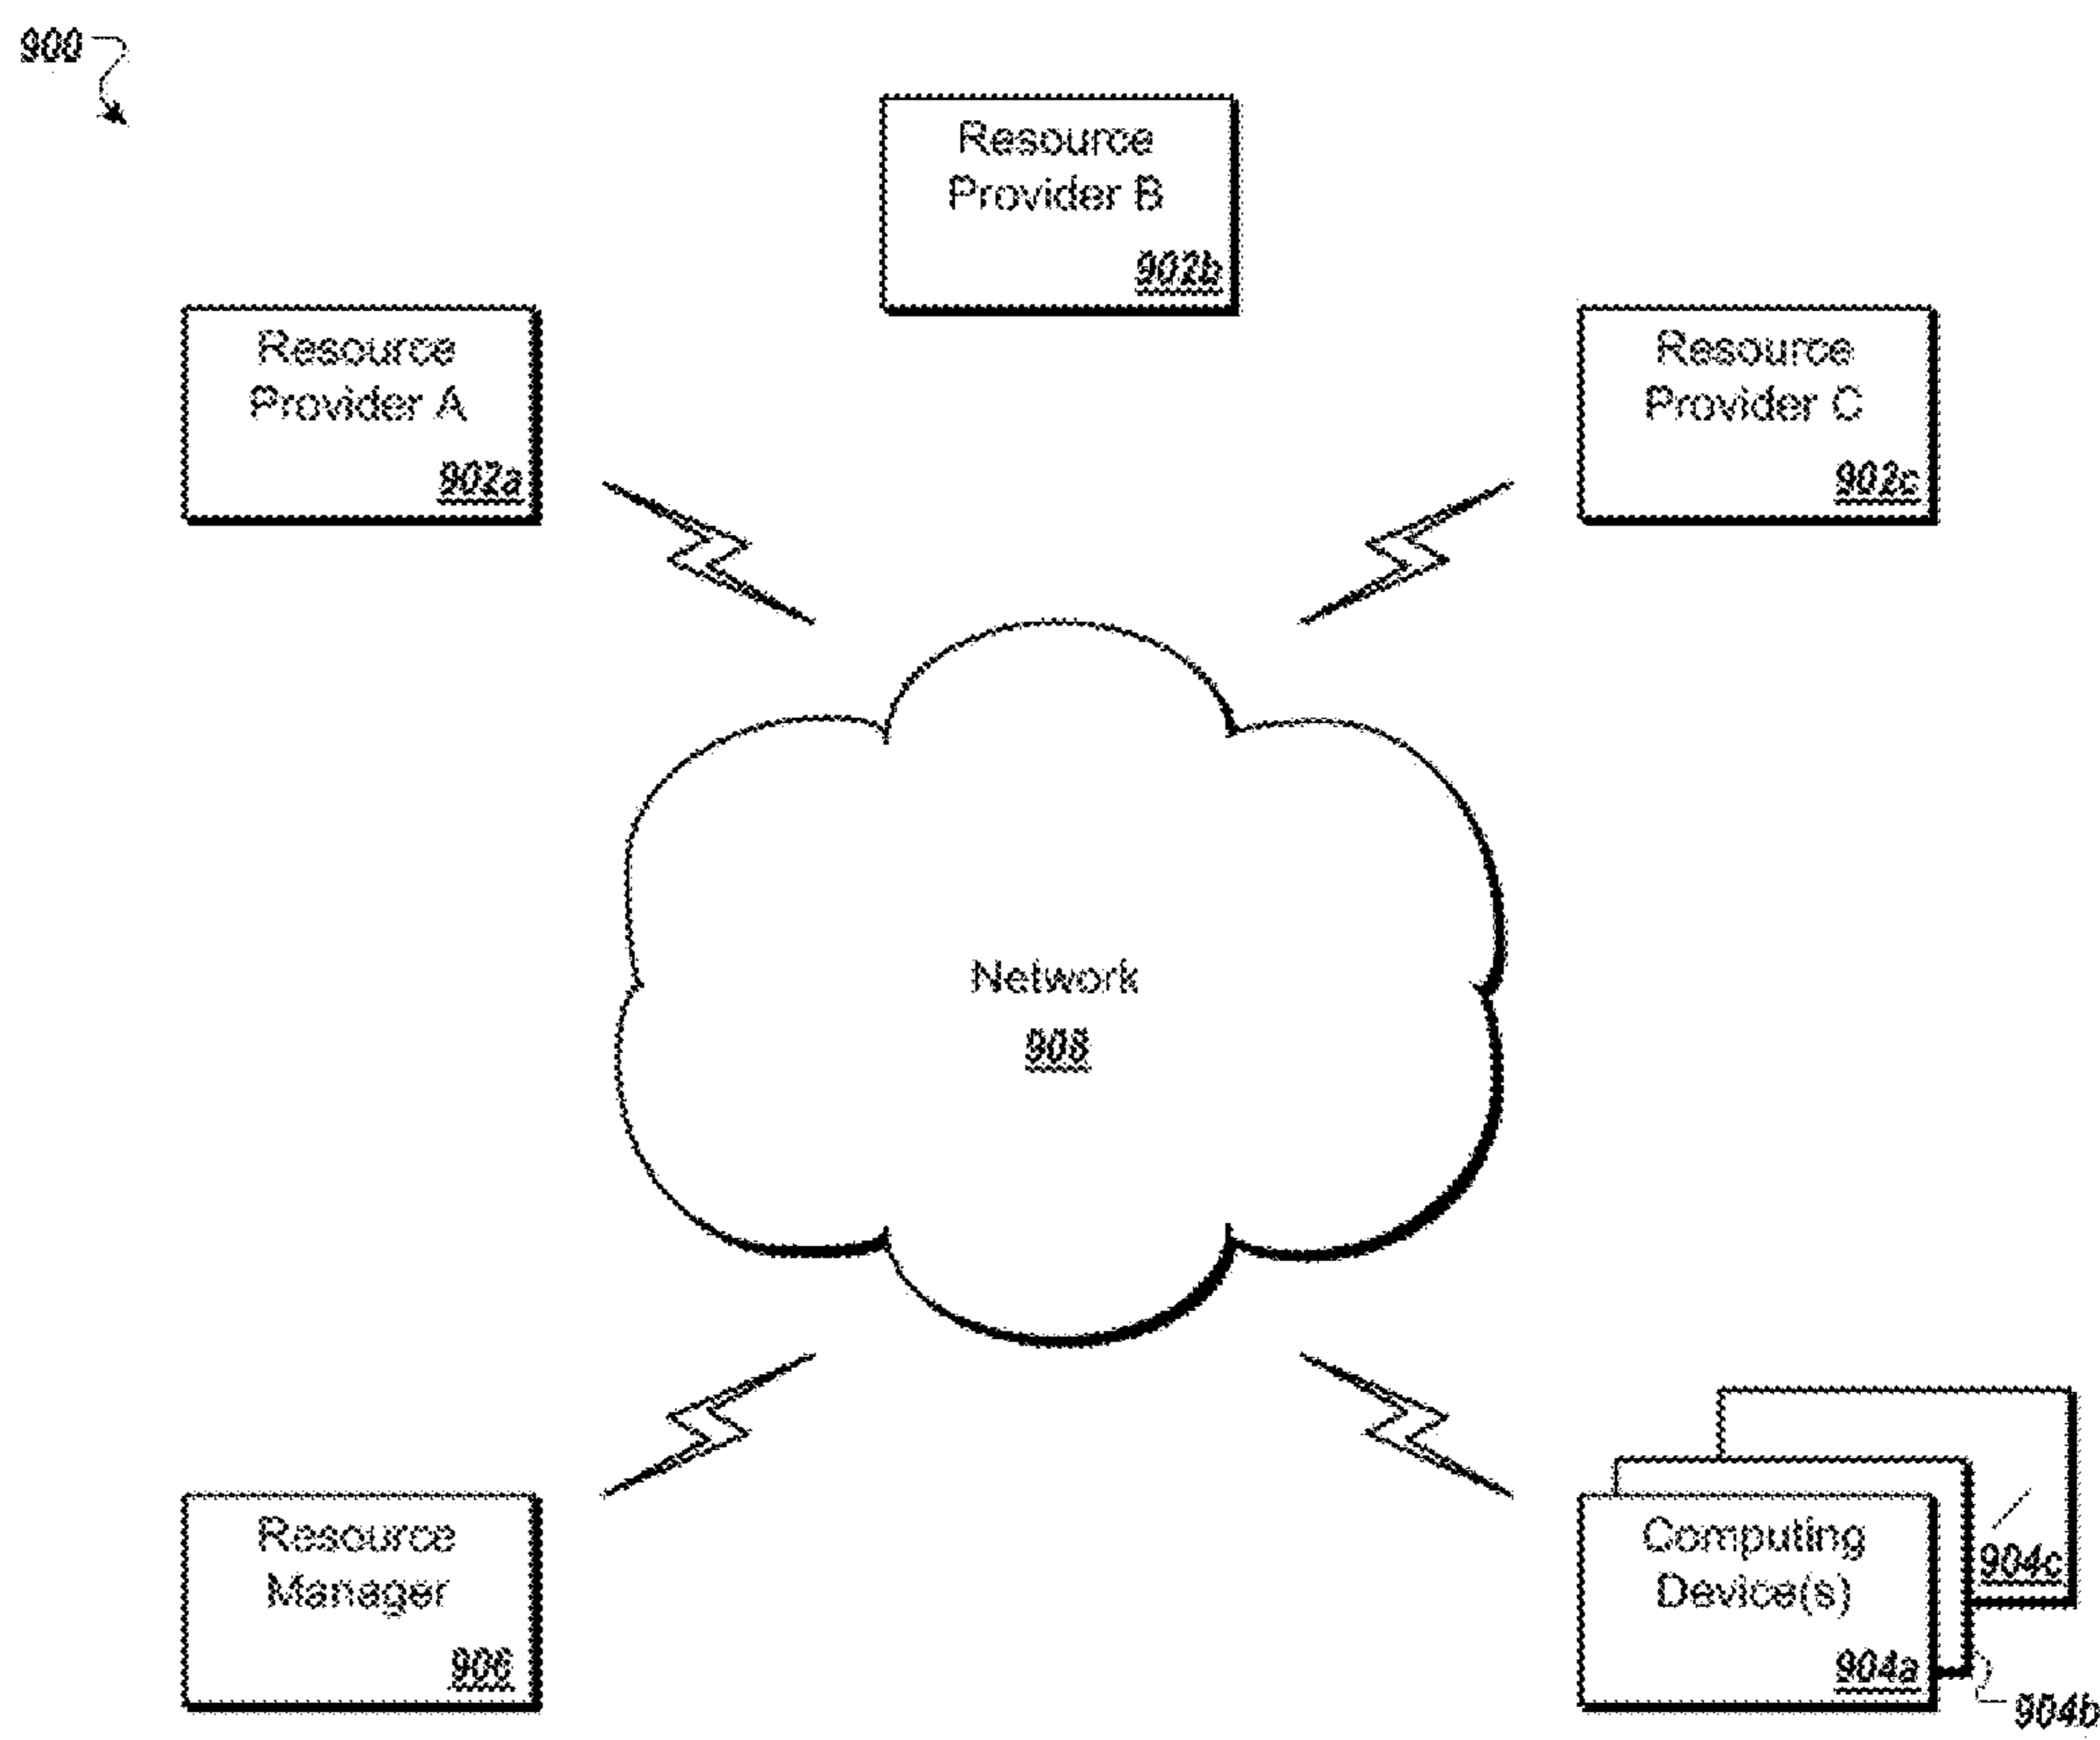 900
Resource
Provider B
902b
Resource
Provider A
902a
Resource
Provider C
902c
Network
908
Resource
Manager
906
Computing
Device(s)
904a
904c
904b